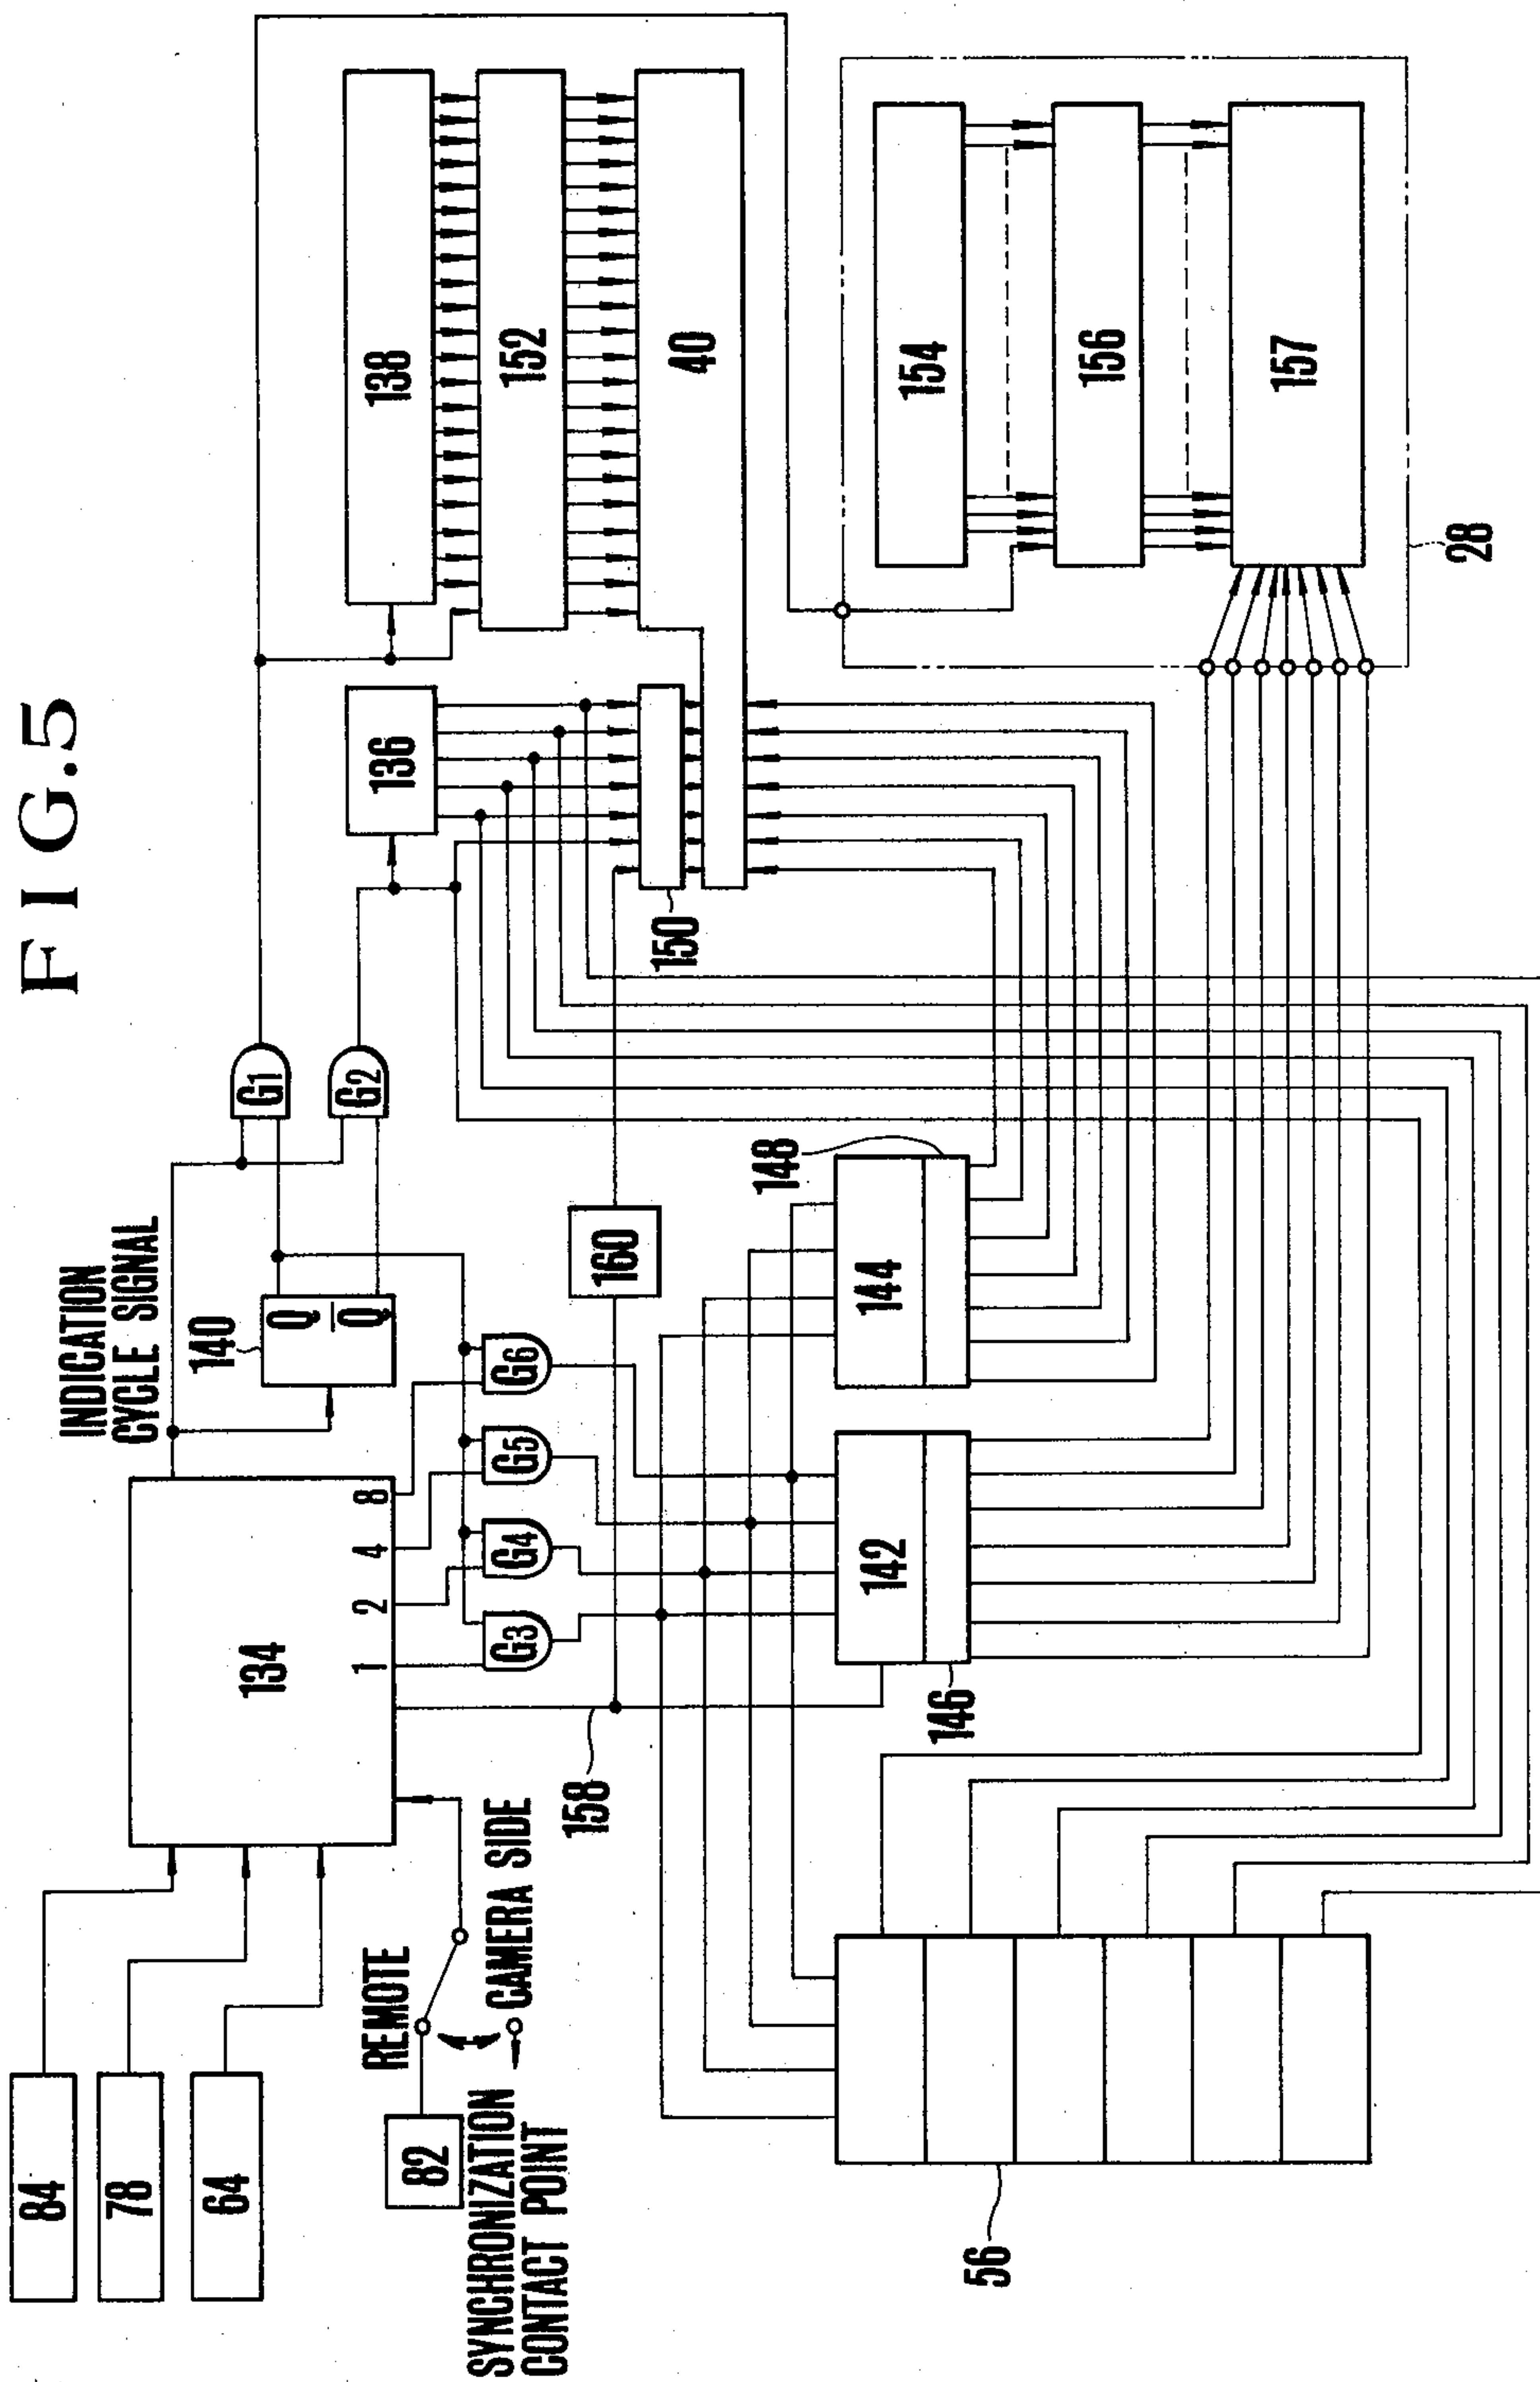 FIG.5
84
78
64
82
SYNCHRONIZATION
CONTACT POINT
REMOTE
CAMERA SIDE
134
1
2
4
8
158
INDICATION
CYCLE SIGNAL
140
Q
Q̅
G1
G2
G3
G4
G5
G6
160
56
142
146
144
148
136
150
138
152
40
154
156
157
28